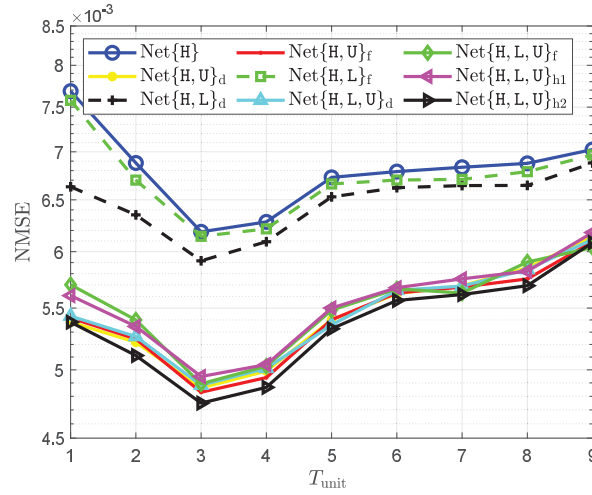 ×10⁻³
9
8.5
8
7.5
7
6.5
6
5.5
5
4.5
NMSE
Net{H} Net{H, U}f Net{H, L, U}f
Net{H, U}d Net{H, L}f Net{H, L, U}h1
Net{H, L}d Net{H, L, U}d Net{H, L, U}h2
1 2 3 4 5 6 7 8 9
Tunit